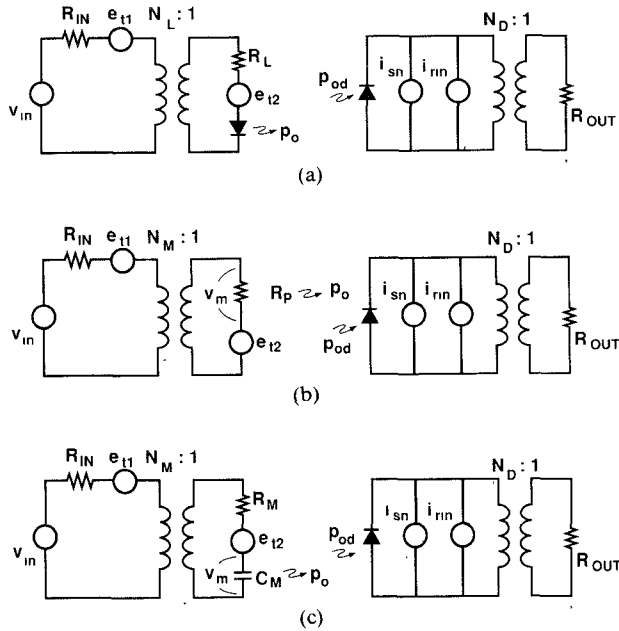 R_IN e_t1 N_L : 1
v_in
R_L
e_t2
p_o
N_D : 1
p_od
i_sn i_rin
R_OUT
(a)
R_IN e_t1 N_M : 1
v_in
v_m
R_p p_o
e_t2
N_D : 1
p_od
i_sn i_rin
R_OUT
(b)
R_IN e_t1 N_M : 1
v_in
R_M
e_t2
v_m C_M p_o
N_D : 1
p_od
i_sn i_rin
R_OUT
(c)